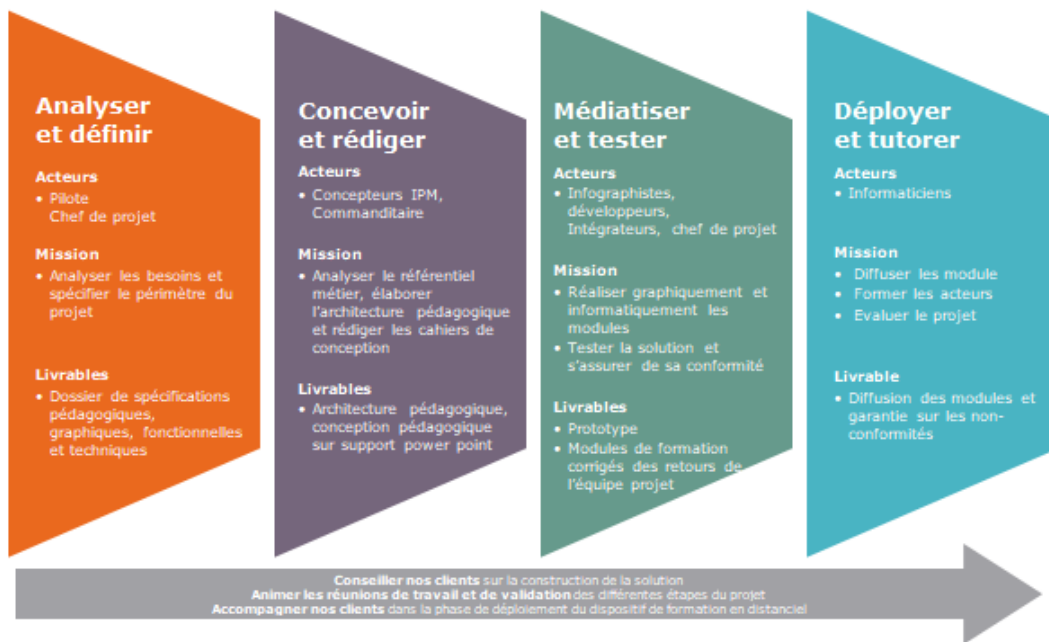 Analyser
et définir
Acteurs
• Pilote
Chef de projet
Mission
• Analyser les besoins et
spécifier le périmètre du
projet
Livrables
• Dossier de spécifications
pédagogiques,
graphiques, fonctionnelles
et techniques
Concevoir
et rédiger
Acteurs
• Concepteurs IPM,
Commanditaire
Mission
• Analyser le référentiel
métier, élaborer
l'architecture pédagogique
et rédiger les cahiers de
conception
Livrables
• Architecture pédagogique,
conception pédagogique
sur support power point
Médiatiser
et tester
Acteurs
• Infographistes,
développeurs,
Intégrateurs, chef de projet
Mission
• Réaliser graphiquement et
informatiquement les
modules
• Tester la solution et
s'assurer de sa conformité
Livrables
• Prototype
• Modules de formation
corrigés des retours de
l'équipe projet
Déployer
et tutorer
Acteurs
• Informaticiens
Mission
• Diffuser les module
• Former les acteurs
• Evaluer le projet
Livrable
• Diffusion des modules et
garantie sur les non-
conformités
Conseiller nos clients sur la construction de la solution
Animer les réunions de travail et de validation des différentes étapes du projet
Accompagner nos clients dans la phase de déploiement du dispositif de formation en distanciel